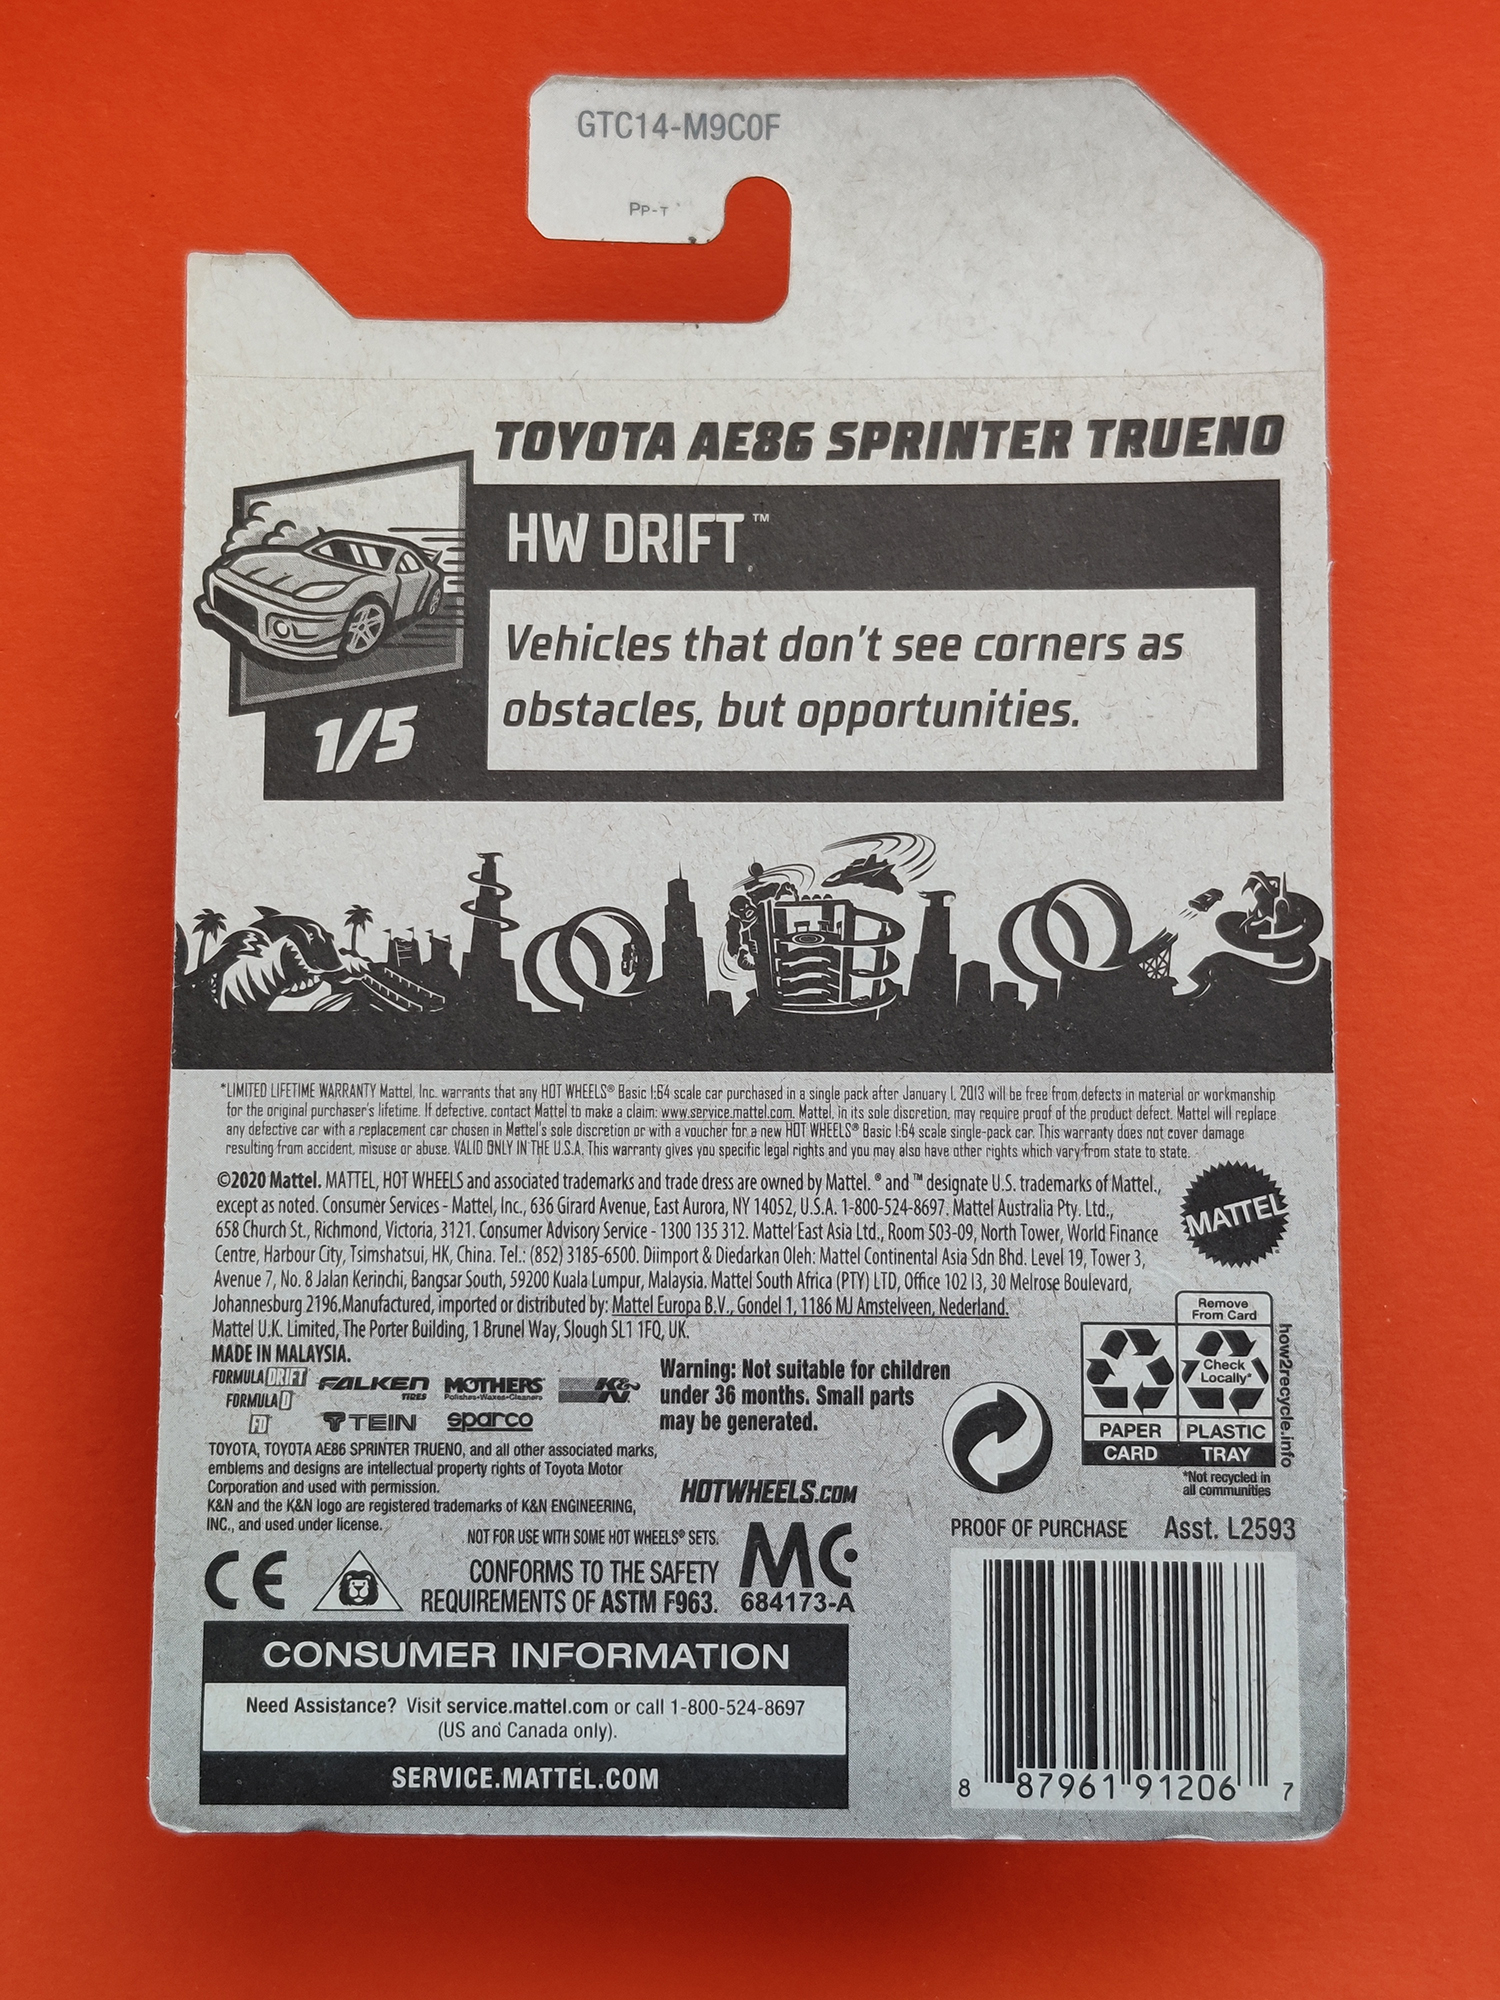 GTC14-M9C0F
PP-T
TOYOTA AE86 SPRINTER TRUENO
HW DRIFT™
Vehicles that don't see corners as
obstacles, but opportunities.
1/5
*LIMITED LIFETIME WARRANTY Mattel, Inc. warrants that any HOT WHEELS® Basic 1:64 scale car purchased in a single pack after January 1, 2013 will be free from defects in material or workmanship
for the original purchaser's lifetime. If defective, contact Mattel to make a claim: www.service.mattel.com. Mattel, in its sole discretion, may require proof of the product defect. Mattel will replace
any defective car with a replacement car chosen in Mattel's sole discretion or with a voucher for a new HOT WHEELS® Basic 1:64 scale single-pack car. This warranty does not cover damage
resulting from accident, misuse or abuse. VALID ONLY IN THE U.S.A. This warranty gives you specific legal rights and you may also have other rights which vary from state to state.
©2020 Mattel. MATTEL, HOT WHEELS and associated trademarks and trade dress are owned by Mattel. ® and ™ designate U.S. trademarks of Mattel.,
except as noted. Consumer Services - Mattel, Inc., 636 Girard Avenue, East Aurora, NY 14052, U.S.A. 1-800-524-8697. Mattel Australia Pty. Ltd.,
658 Church St., Richmond, Victoria, 3121. Consumer Advisory Service - 1300 135 312. Mattel East Asia Ltd., Room 503-09, North Tower, World Finance
Centre, Harbour City, Tsimshatsui, HK, China. Tel.: (852) 3185-6500. Diimport & Diedarkan Oleh: Mattel Continental Asia Sdn Bhd. Level 19, Tower 3,
Avenue 7, No. 8 Jalan Kerinchi, Bangsar South, 59200 Kuala Lumpur, Malaysia. Mattel South Africa (PTY) LTD, Office 102 I3, 30 Melrose Boulevard,
Johannesburg 2196.Manufactured, imported or distributed by: Mattel Europa B.V., Gondel 1, 1186 MJ Amstelveen, Nederland.
Mattel U.K. Limited, The Porter Building, 1 Brunel Way, Slough SL1 1FQ, UK.
MADE IN MALAYSIA.
MATTEL
FORMULA DRIFT FALKEN TIRES MOTHERS Polishes•Waxes•Cleaners K&N
FORMULA D
FD TEIN sparco
Warning: Not suitable for children
under 36 months. Small parts
may be generated.
Remove
From Card
Check
Locally*
PAPER PLASTIC
CARD TRAY
how2recycle.info
*Not recycled in
all communities
TOYOTA, TOYOTA AE86 SPRINTER TRUENO, and all other associated marks,
emblems and designs are intellectual property rights of Toyota Motor
Corporation and used with permission.
K&N and the K&N logo are registered trademarks of K&N ENGINEERING,
INC., and used under license.
HOTWHEELS.COM
NOT FOR USE WITH SOME HOT WHEELS® SETS.
CE
CONFORMS TO THE SAFETY
REQUIREMENTS OF ASTM F963.
MC
684173-A
PROOF OF PURCHASE Asst. L2593
CONSUMER INFORMATION
Need Assistance? Visit service.mattel.com or call 1-800-524-8697
(US and Canada only).
SERVICE.MATTEL.COM
8 87961 91206 7